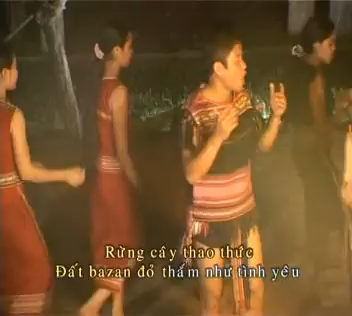 Rừng cây thao thức
Đất bazan đỏ thắm như tình yêu